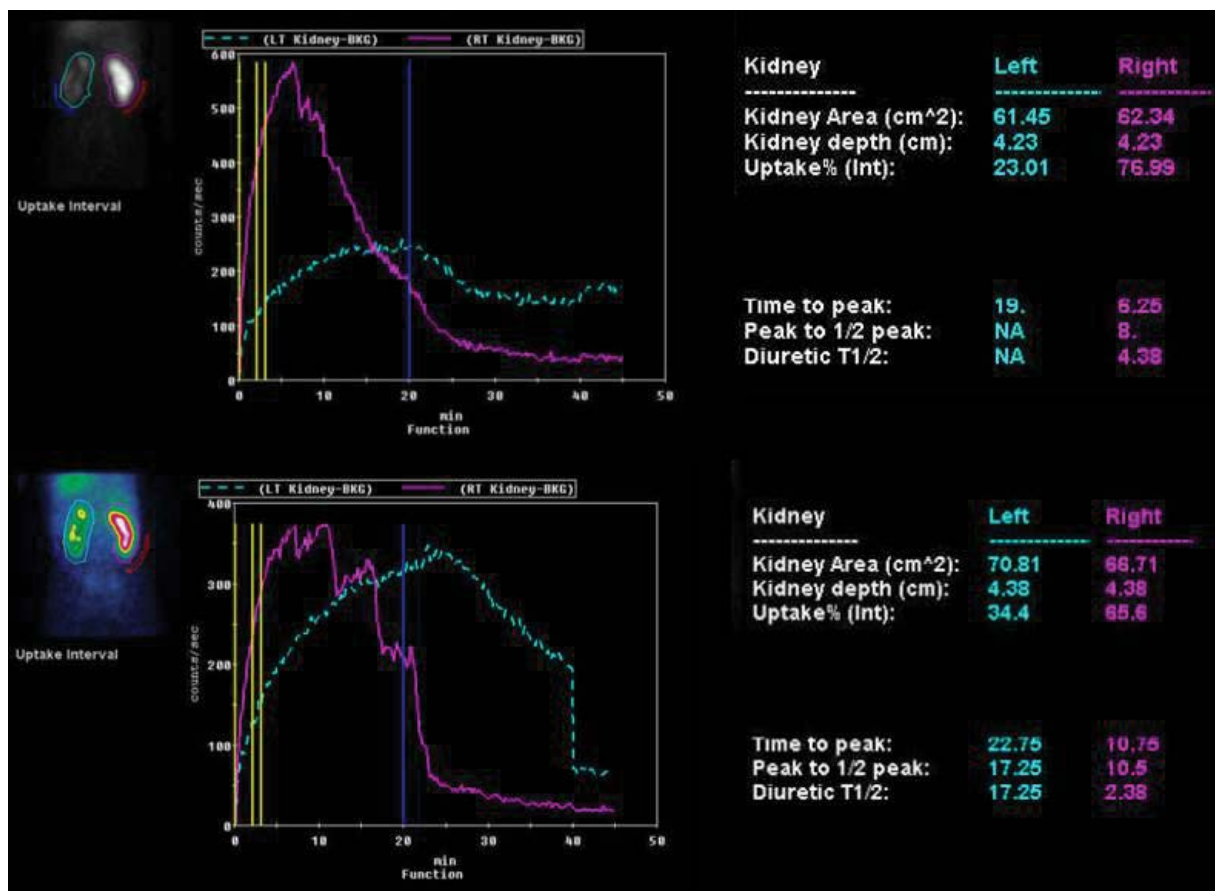 (LT Kidney-BKG) (RT Kidney-BKG)
600
500
400
300
200
100
0
counts/sec
0 10 20 30 40 50
min
Function
Uptake Interval
Kidney Left Right
Kidney Area (cm^2): 61.45 62.34
Kidney depth (cm): 4.23 4.23
Uptake% (Int): 23.01 76.99
Time to peak: 19. 6.25
Peak to 1/2 peak: NA 8.
Diuretic T1/2: NA 4.38
(LT Kidney-BKG) (RT Kidney-BKG)
400
300
200
100
0
counts/sec
0 10 20 30 40 50
min
Function
Uptake Interval
Kidney Left Right
Kidney Area (cm^2): 70.81 66.71
Kidney depth (cm): 4.38 4.38
Uptake% (Int): 34.4 65.6
Time to peak: 22.75 10.75
Peak to 1/2 peak: 17.25 10.5
Diuretic T1/2: 17.25 2.38